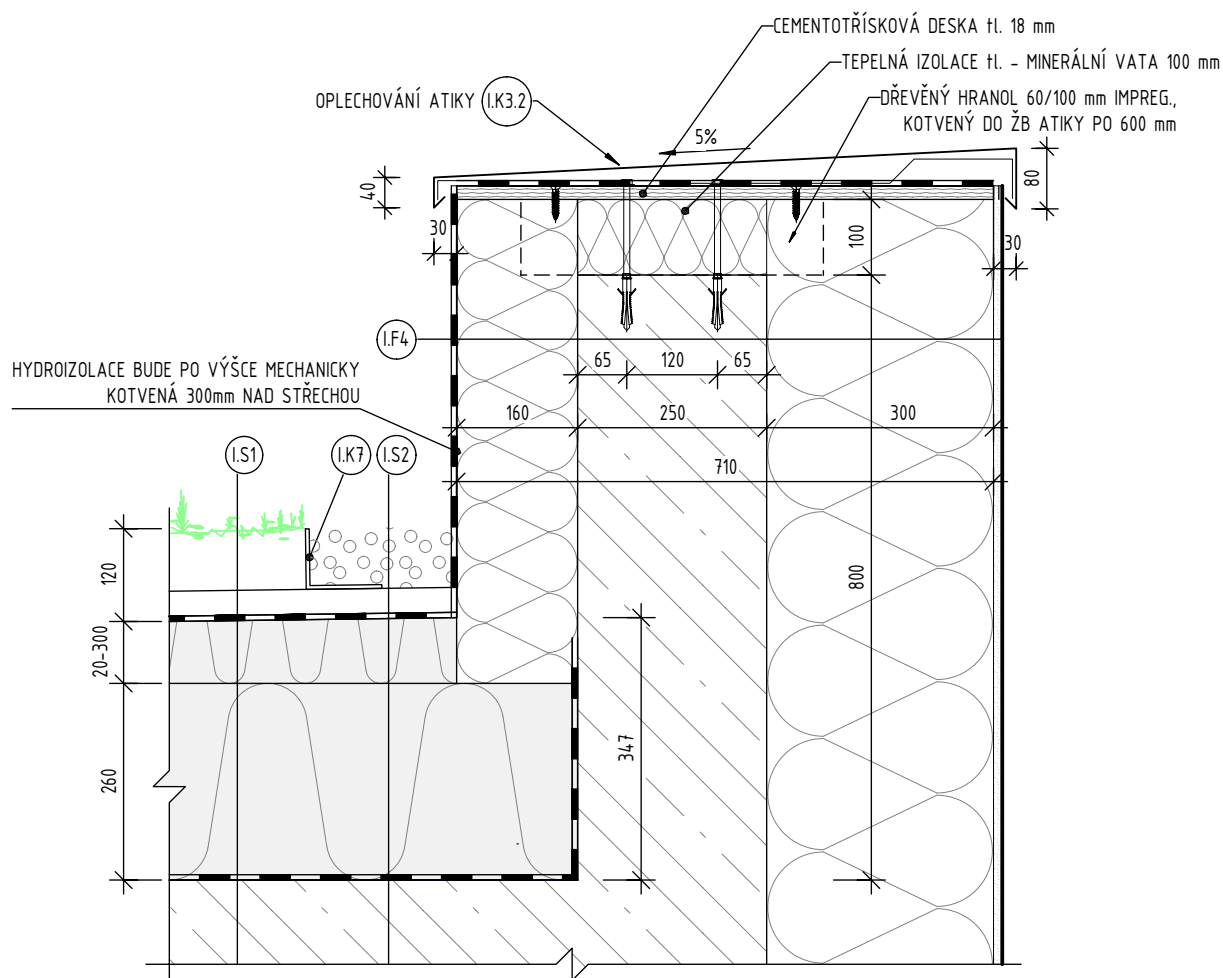 CEMENTOTŘÍSKOVÁ DESKA tl. 18 mm
TEPELNÁ IZOLACE tl. - MINERÁLNÍ VATA 100 mm
OPLECHOVÁNÍ ATIKY I.K3.2
DŘEVĚNÝ HRANOL 60/100 mm IMPREG.,
KOTVENÝ DO ŽB ATIKY PO 600 mm
5%
40
80
30
100
30
I.F4
HYDROIZOLACE BUDE PO VÝŠCE MECHANICKY
KOTVENÁ 300mm NAD STŘECHOU
65
120
65
160
250
300
I.S1
I.K7
I.S2
710
120
800
20-300
347
260